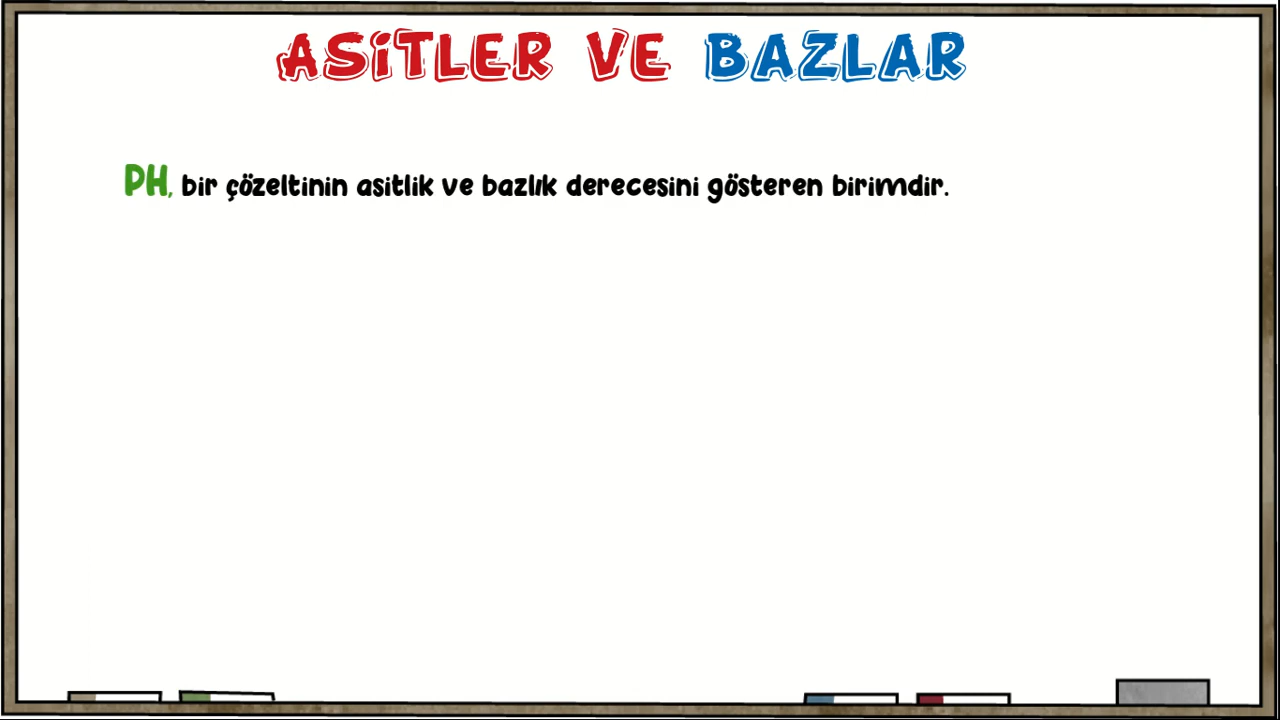 ASİTLER VE BAZLAR
PH, bir çözeltinin asitlik ve bazlık derecesini gösteren birimdir.